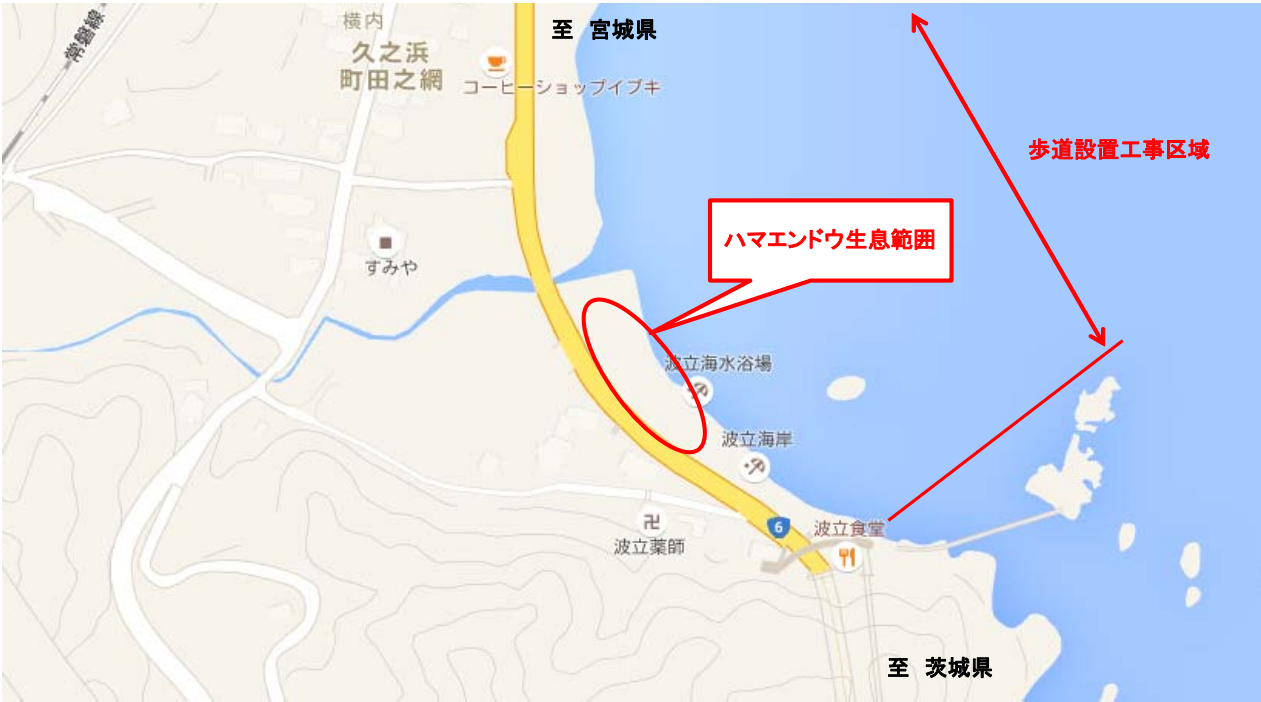 至 宮城県
横内
久之浜
町田之網
常磐線
コーヒーショップイブキ
歩道設置工事区域
ハマエンドウ生息範囲
すみや
波立海水浴場
波立海岸
6
波立食堂
卍
波立薬師
至 茨城県